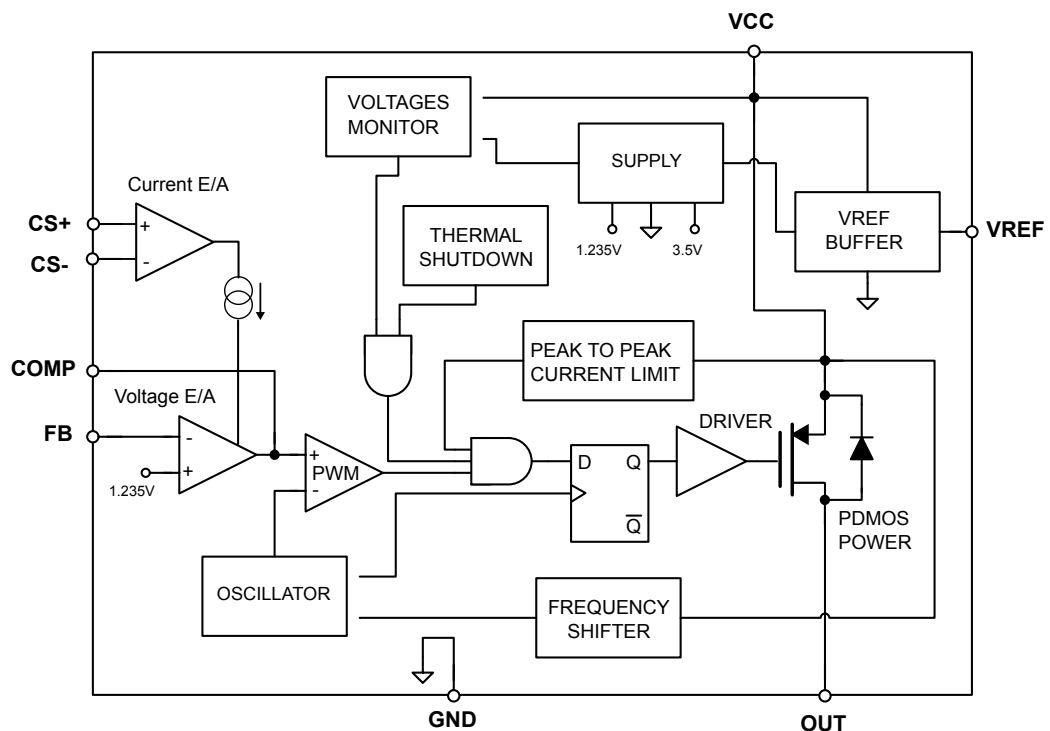 VCC
VOLTAGES
MONITOR
SUPPLY
Current E/A
CS+
+
CS-
-
THERMAL
SHUTDOWN
1.235V
3.5V
VREF
BUFFER
VREF
PEAK TO PEAK
CURRENT LIMIT
COMP
Voltage E/A
DRIVER
FB
-
+
1.235V
+
PWM
-
D
Q
Q̅
PDMOS
POWER
OSCILLATOR
FREQUENCY
SHIFTER
GND
OUT